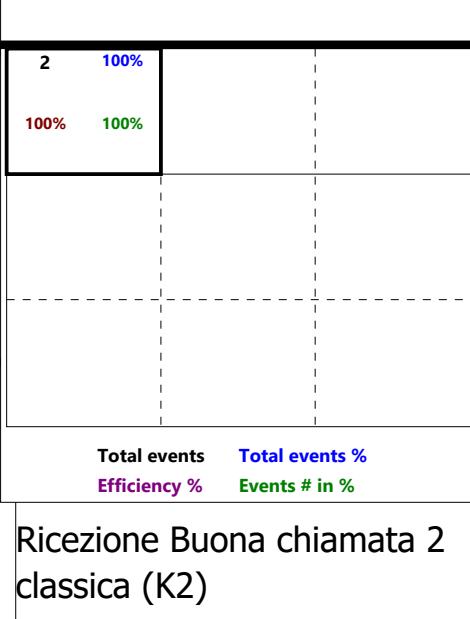 2 100%
100% 100%
Total events Total events %
Efficiency % Events # in %
Ricezione Buona chiamata 2
classica (K2)